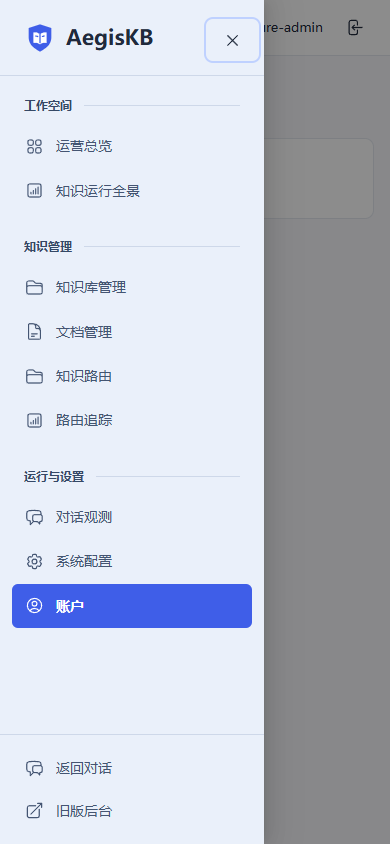 AegisKB
ure-admin
工作空间
运营总览
知识运行全景
知识管理
知识库管理
文档管理
知识路由
路由追踪
运行与设置
对话观测
系统配置
账户
返回对话
旧版后台